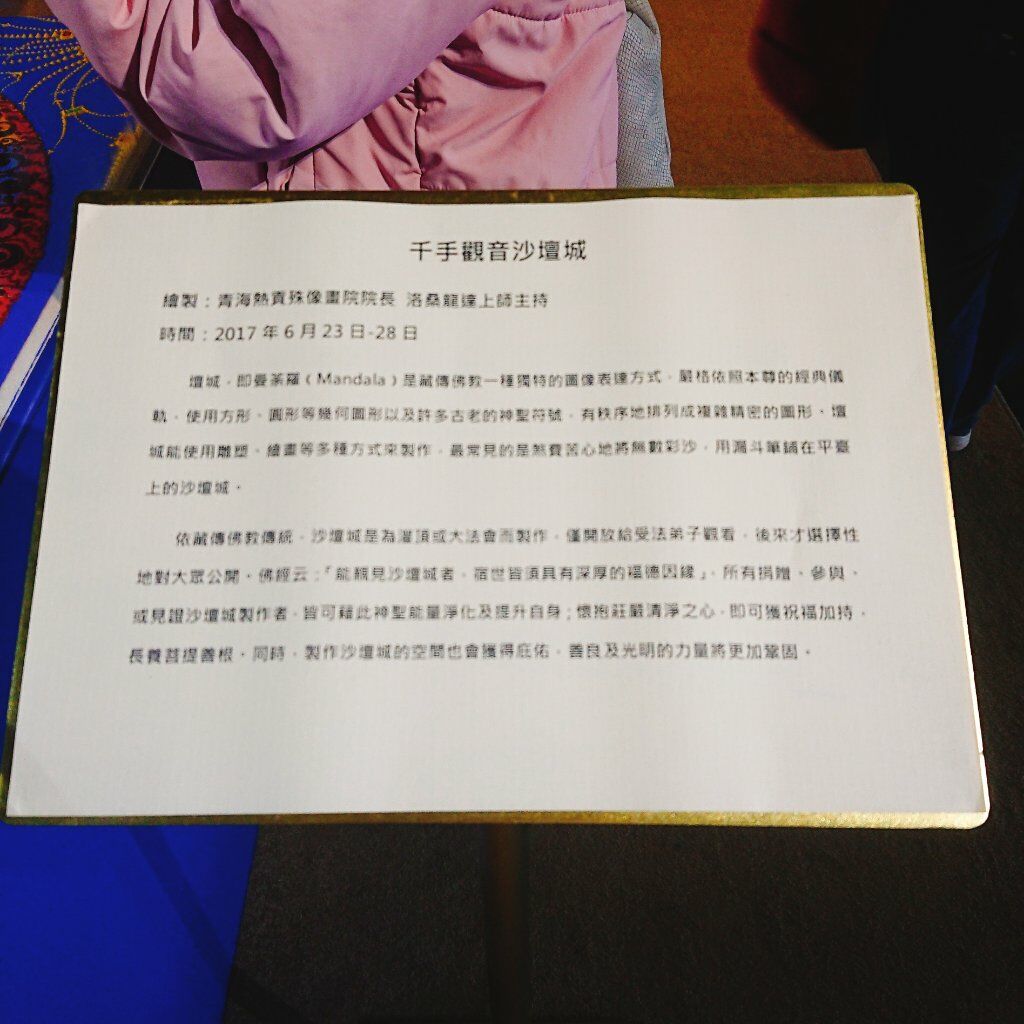 千手觀音沙壇城
繪製：青海熱貢殊像畫院院長 洛桑龍達上師主持
時間：2017 年 6 月 23 日-28 日
壇城，即曼荼羅（Mandala）是藏傳佛教一種獨特的圖像表達方式，嚴格依照本尊的經典儀
軌，使用方形、圓形等幾何圖形以及許多古老的神聖符號，有秩序地排列成複雜精密的圖形。壇
城能使用雕塑、繪畫等多種方式來製作，最常見的是煞費苦心地將無數彩沙，用漏斗筆鋪在平臺
上的沙壇城。
依藏傳佛教傳統，沙壇城是為灌頂或大法會而製作，僅開放給受法弟子觀看，後來才選擇性
地對大眾公開。佛經云：「能親見沙壇城者，宿世皆須具有深厚的福德因緣」。所有捐贈、參與、
或見證沙壇城製作者，皆可藉此神聖能量淨化及提升自身；懷抱莊嚴清淨之心，即可獲祝福加持，
長養菩提善根。同時，製作沙壇城的空間也會獲得庇佑，善良及光明的力量將更加鞏固。